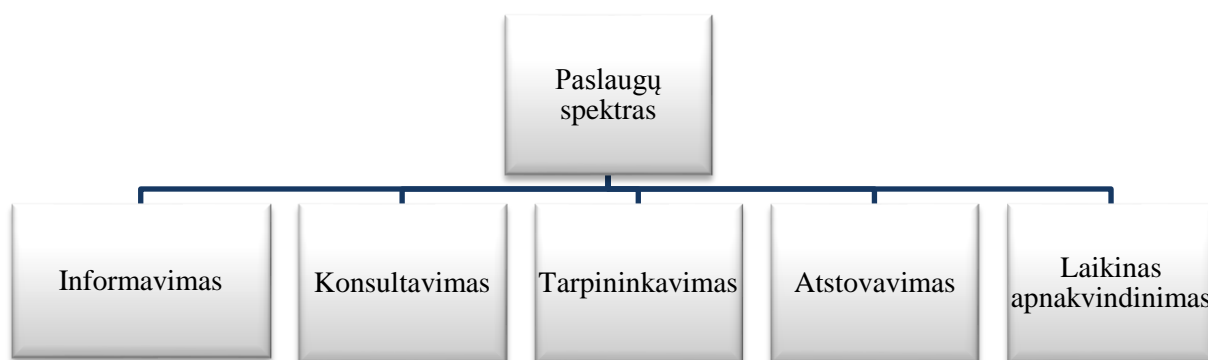 Paslaugų
spektras
Informavimas
Konsultavimas
Tarpininkavimas
Atstovavimas
Laikinas
apnakvindinimas